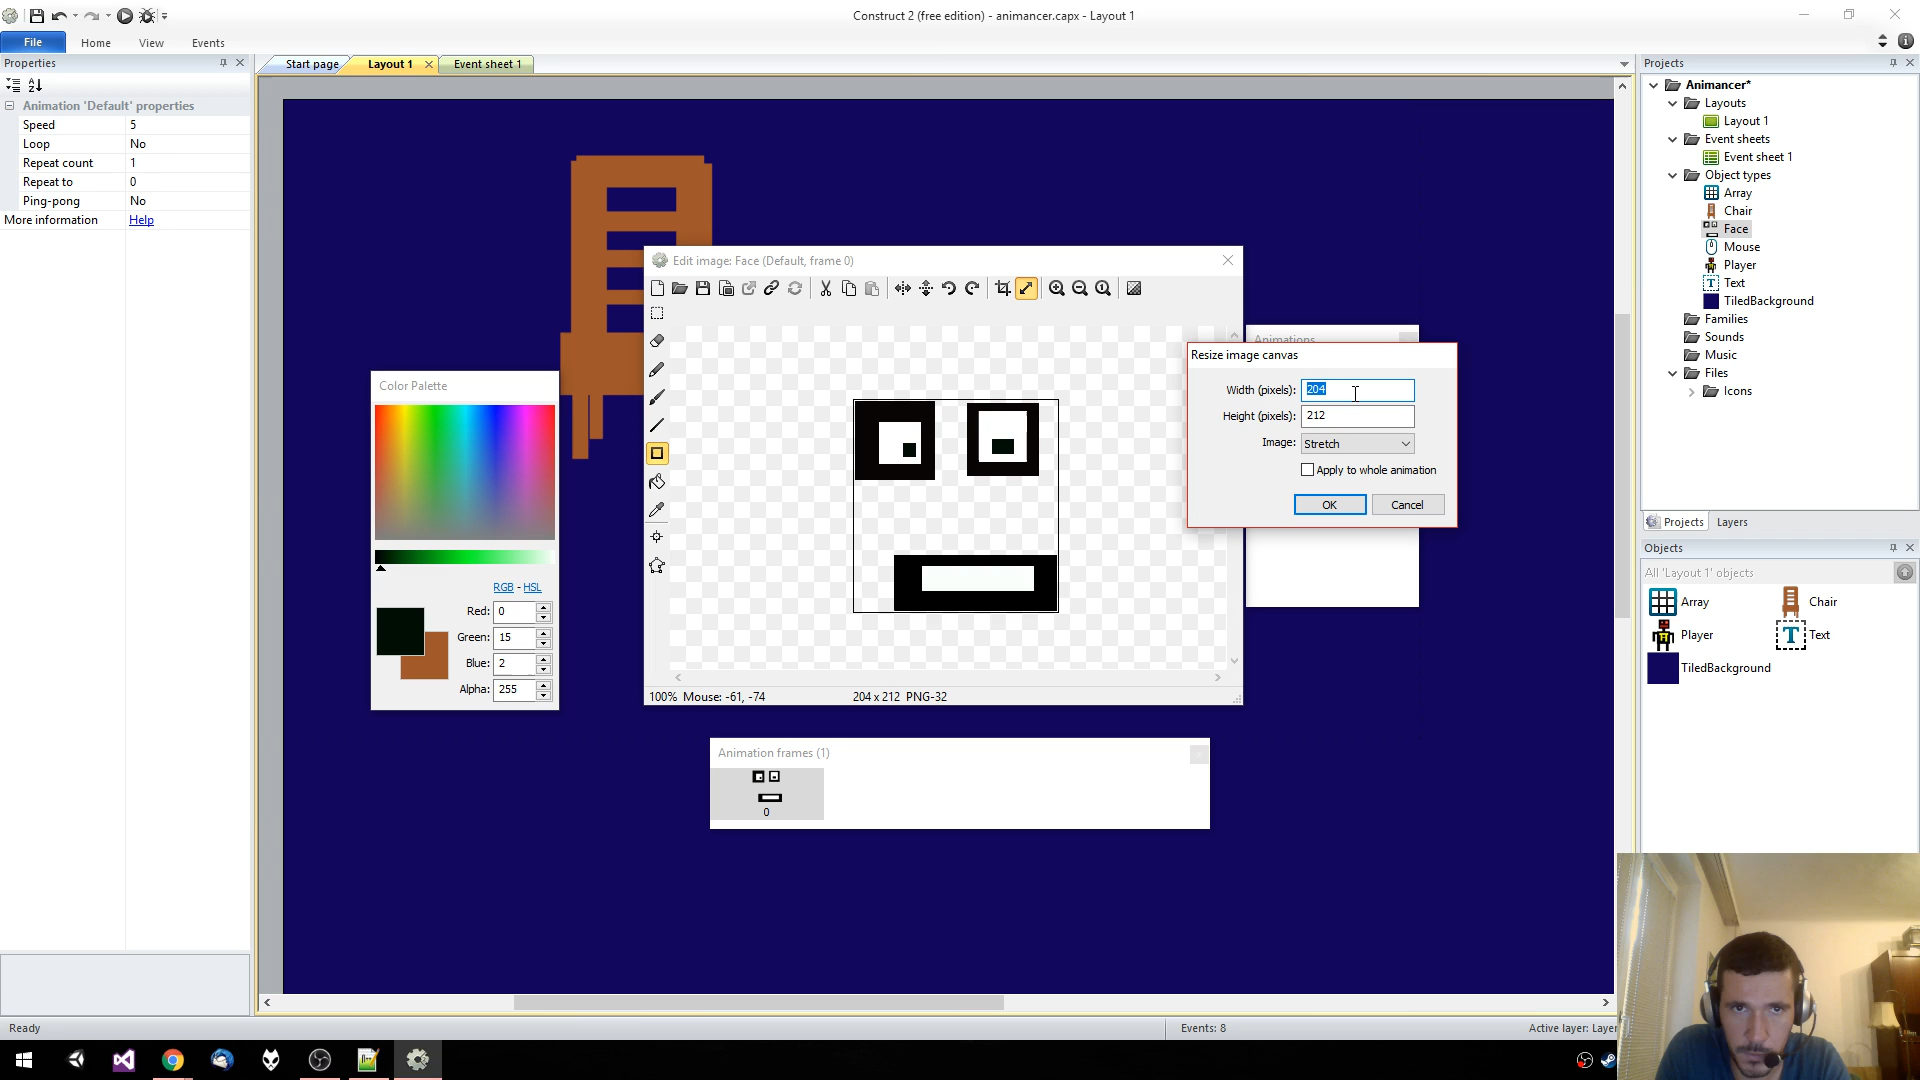 Construct 2 (free edition) - animancer.capx - Layout 1
File
Home
View
Events
Properties
Start page
Layout 1
Event sheet 1
Projects
Animation 'Default' properties
Speed
5
Loop
No
Repeat count
1
Repeat to
0
Ping-pong
No
More information
Help
Edit image: Face (Default, frame 0)
Color Palette
RGB - HSL
Red:
0
Green:
15
Blue:
2
Alpha:
255
100%
Mouse: -61, -74
204 x 212
PNG-32
Animations
Resize image canvas
Width (pixels):
204
Height (pixels):
212
Image:
Stretch
Apply to whole animation
OK
Cancel
Animation frames (1)
0
Animancer*
Layouts
Layout 1
Event sheets
Event sheet 1
Object types
Array
Chair
Face
Mouse
Player
Text
TiledBackground
Families
Sounds
Music
Files
Icons
Projects
Layers
Objects
All 'Layout 1' objects
Array
Chair
Player
Text
TiledBackground
Ready
Events: 8
Active layer: Laye